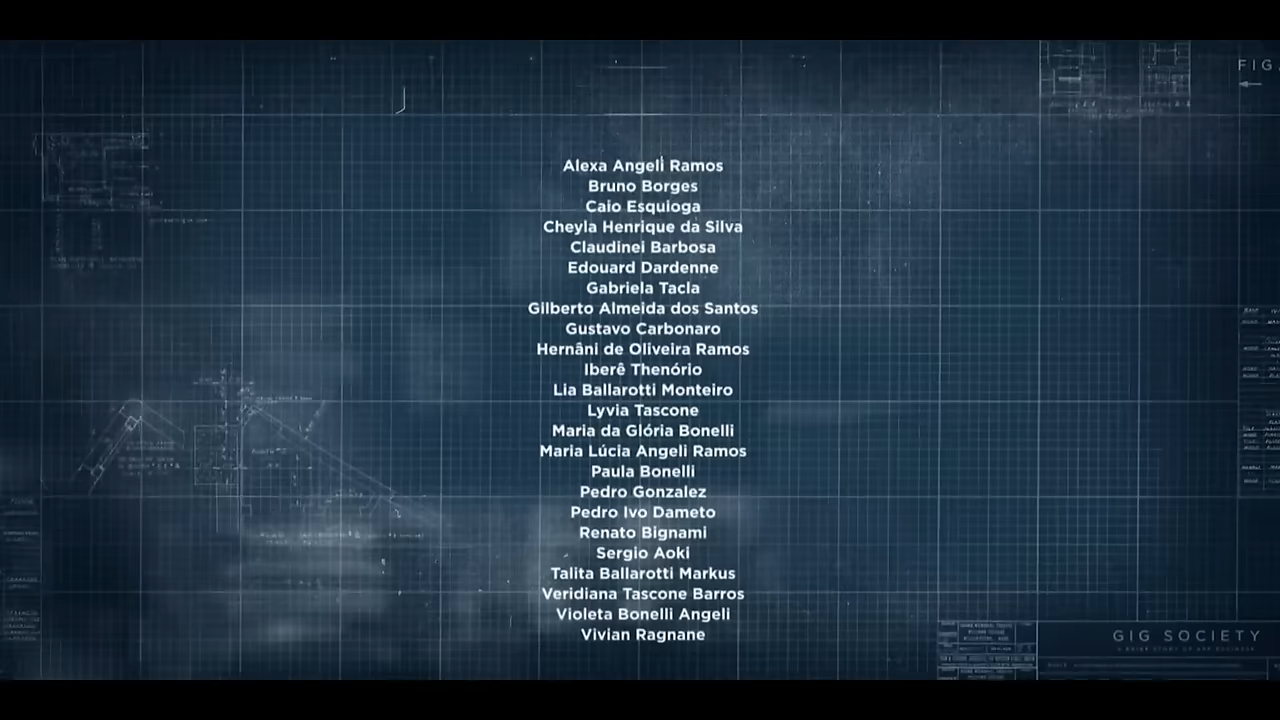 FIG.
Alexa Angeli Ramos
Bruno Borges
Caio Esquioga
Cheyla Henrique da Silva
Claudinei Barbosa
Edouard Dardenne
Gabriela Tacla
Gilberto Almeida dos Santos
Gustavo Carbonaro
Hernâni de Oliveira Ramos
Iberê Thenório
Lia Ballarotti Monteiro
Lyvia Tascone
Maria da Glória Bonelli
Maria Lúcia Angeli Ramos
Paula Bonelli
Pedro Gonzalez
Pedro Ivo Dameto
Renato Bignami
Sergio Aoki
Talita Ballarotti Markus
Veridiana Tascone Barros
Violeta Bonelli Angeli
Vivian Ragnane
GIG SOCIETY